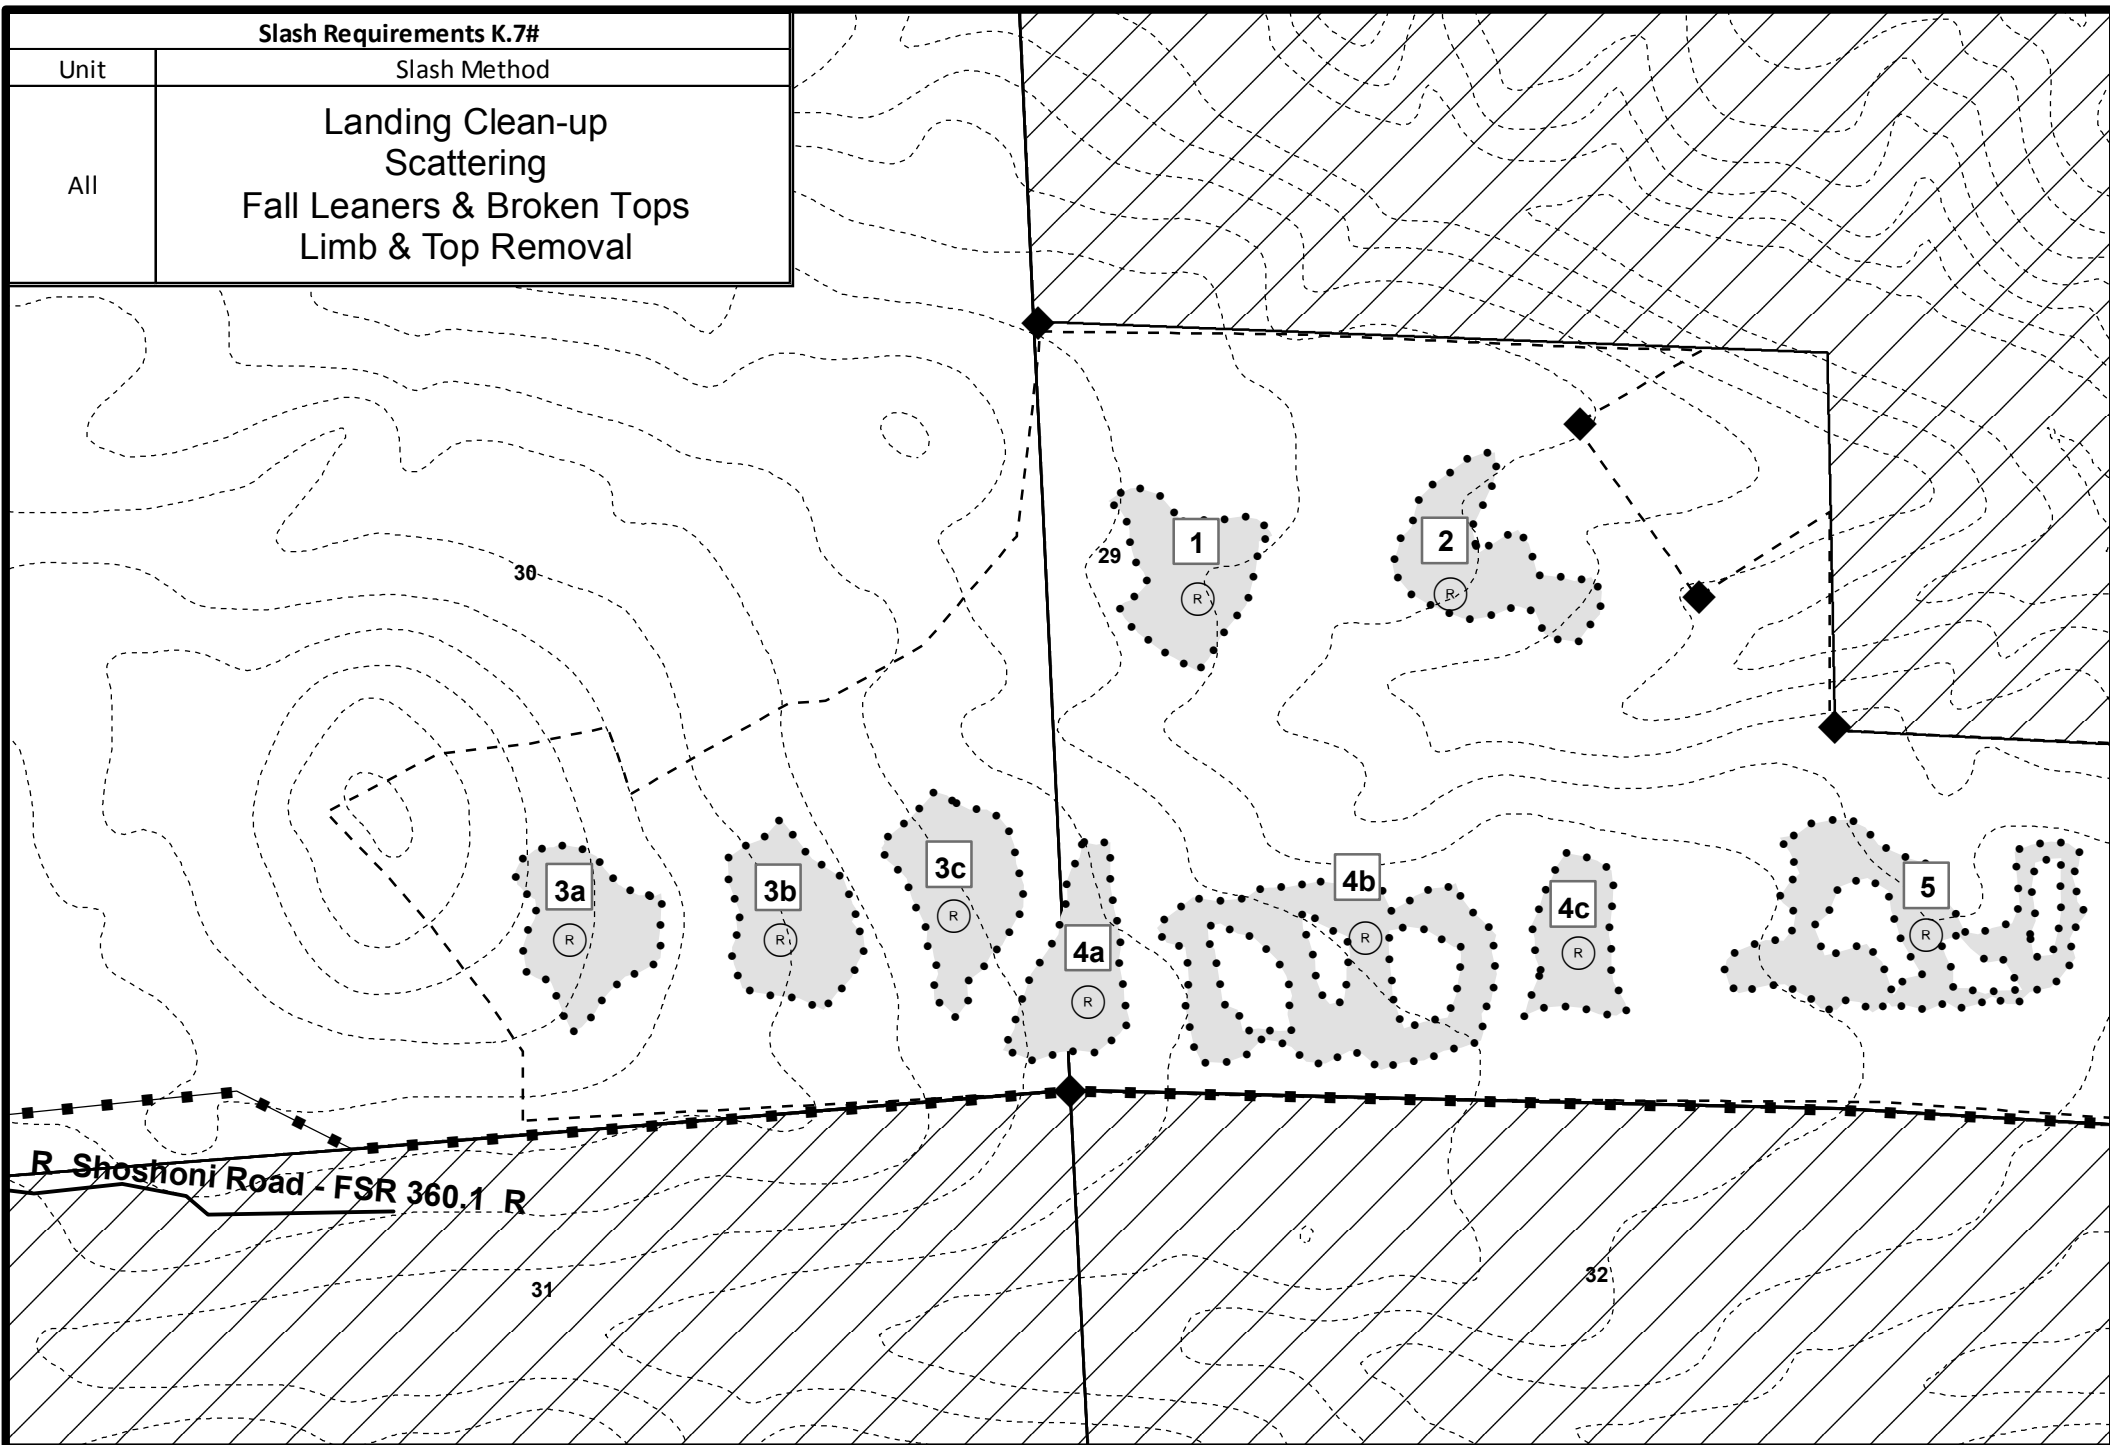 Slash Requirements K.7#
Unit
Slash Method
All
Landing Clean-up
Scattering
Fall Leaners & Broken Tops
Limb & Top Removal
30
29
1
R
2
R
3a
R
3b
R
3c
R
4a
R
4b
R
4c
R
5
R
R Shoshoni Road - FSR 360.1 R
31
32